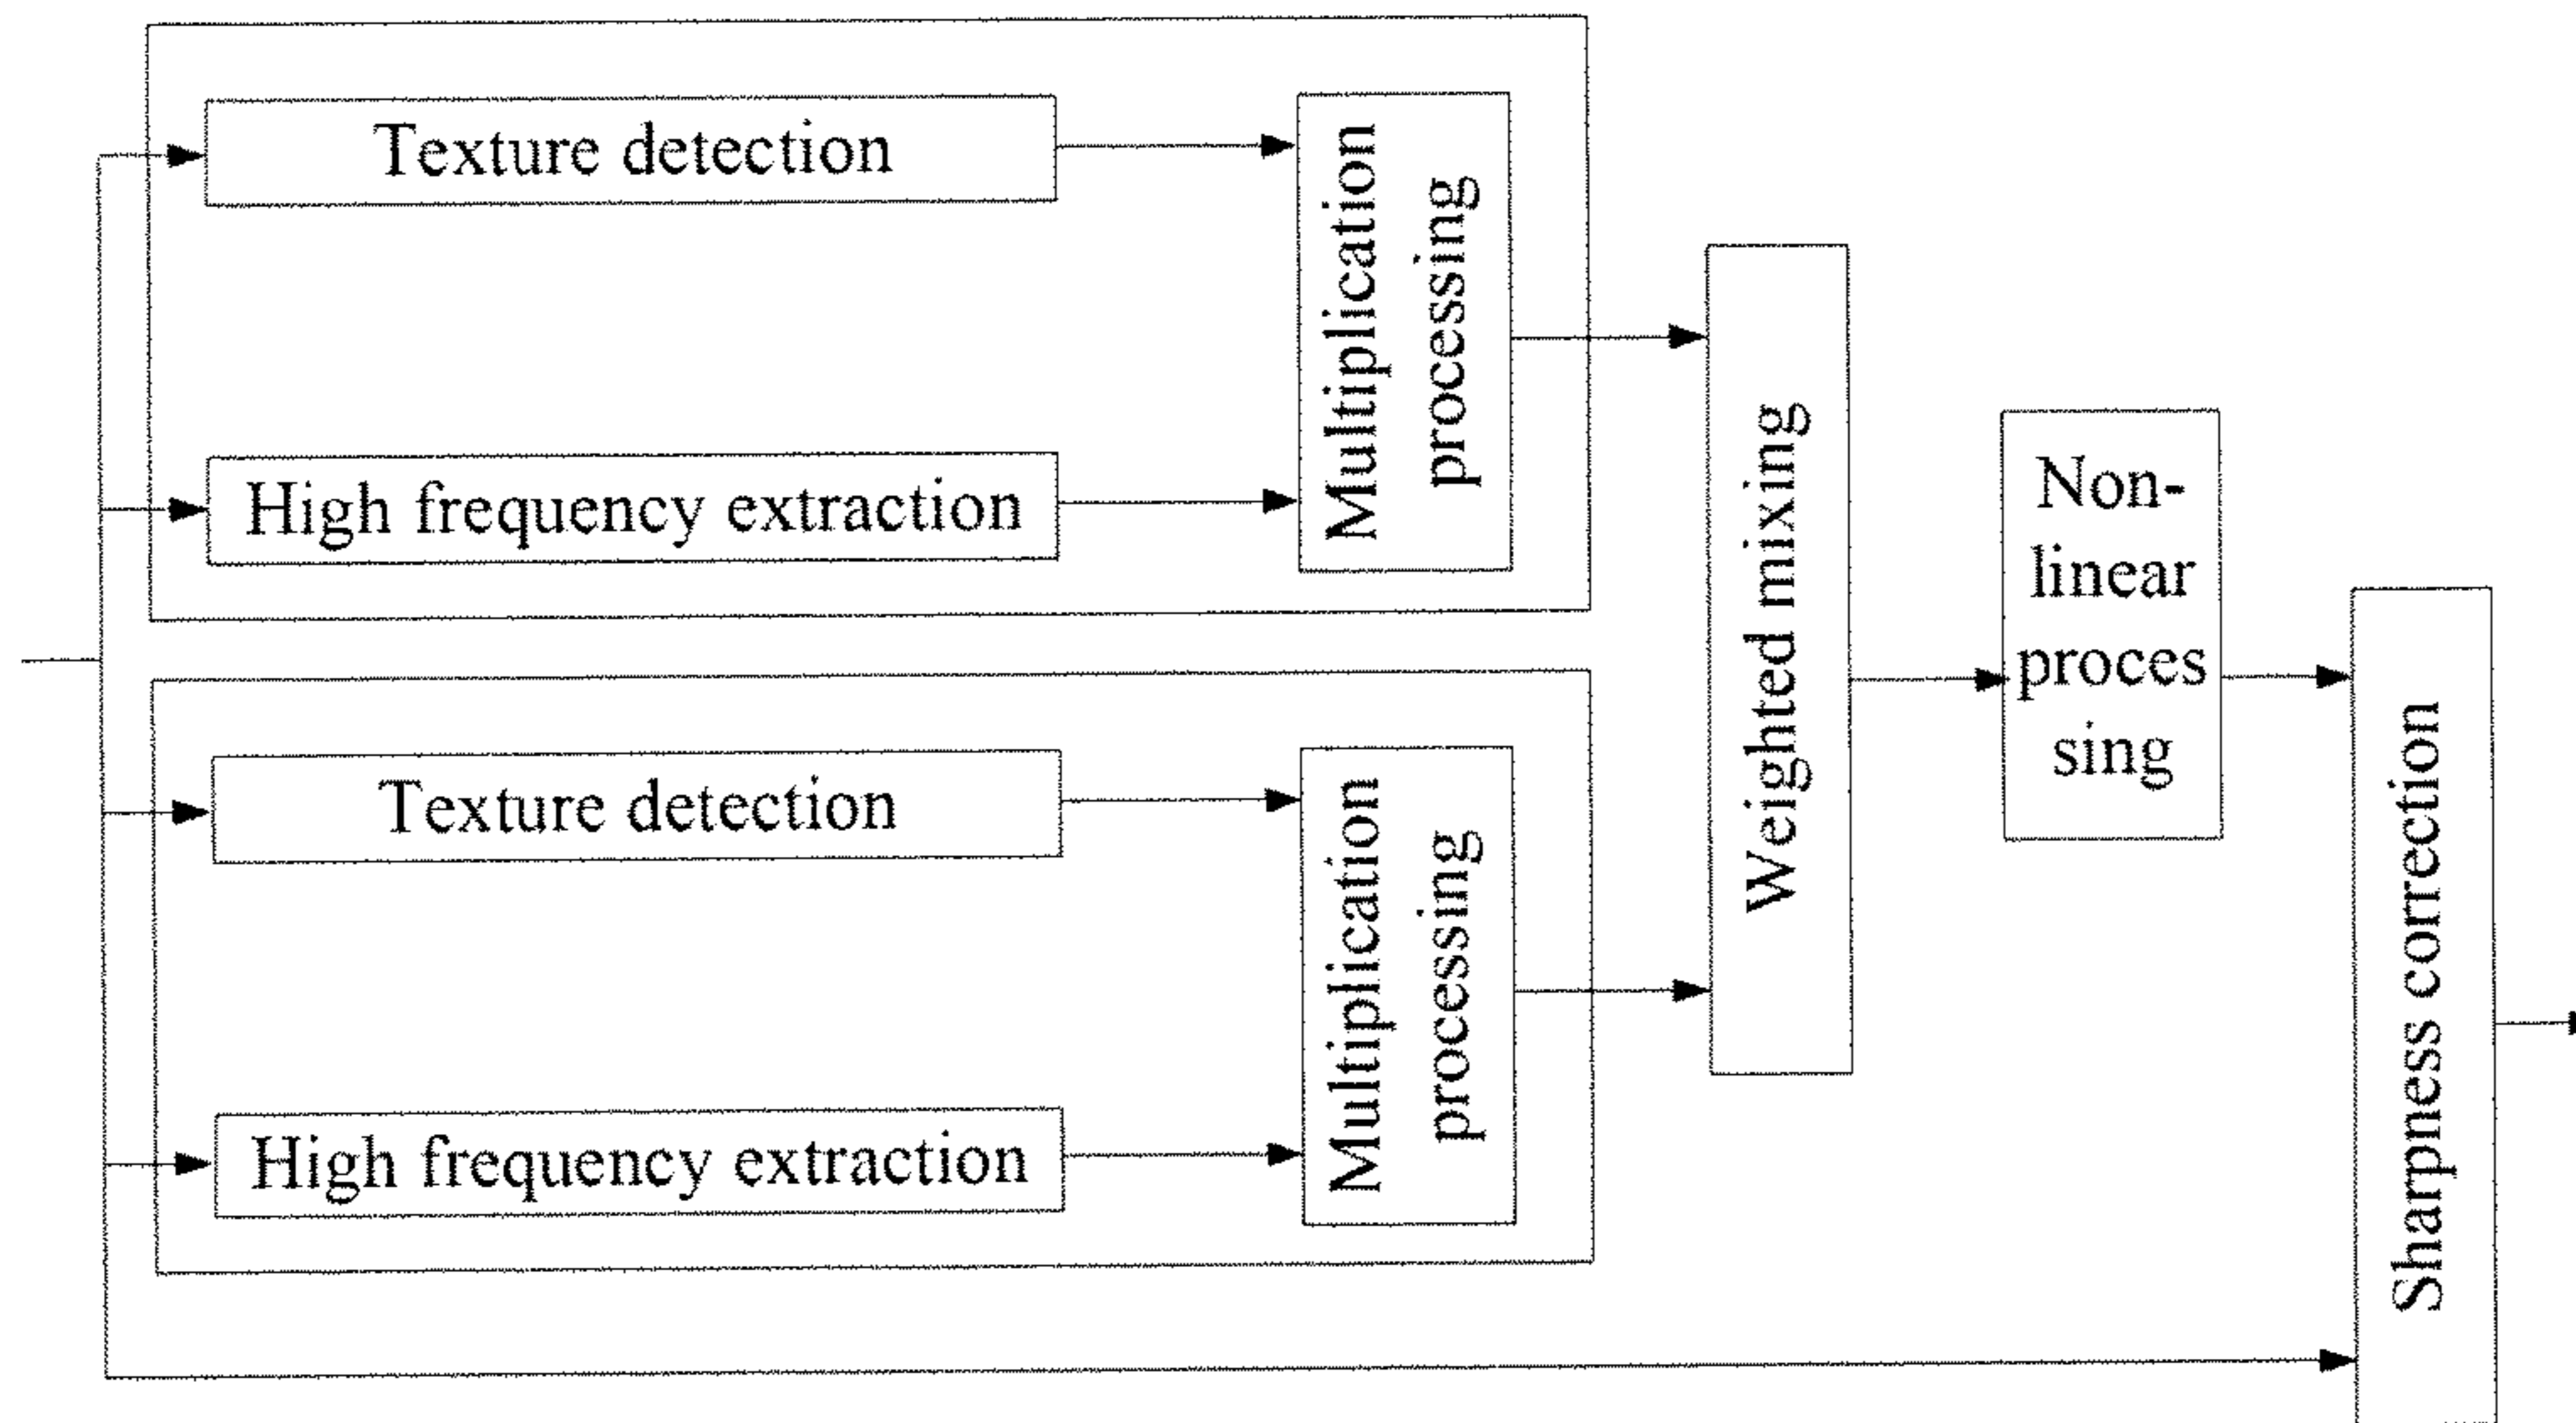 Texture detection
High frequency extraction
Multiplication
processing
Texture detection
High frequency extraction
Multiplication
processing
Weighted mixing
Non-
linear
proces
sing
Sharpness correction